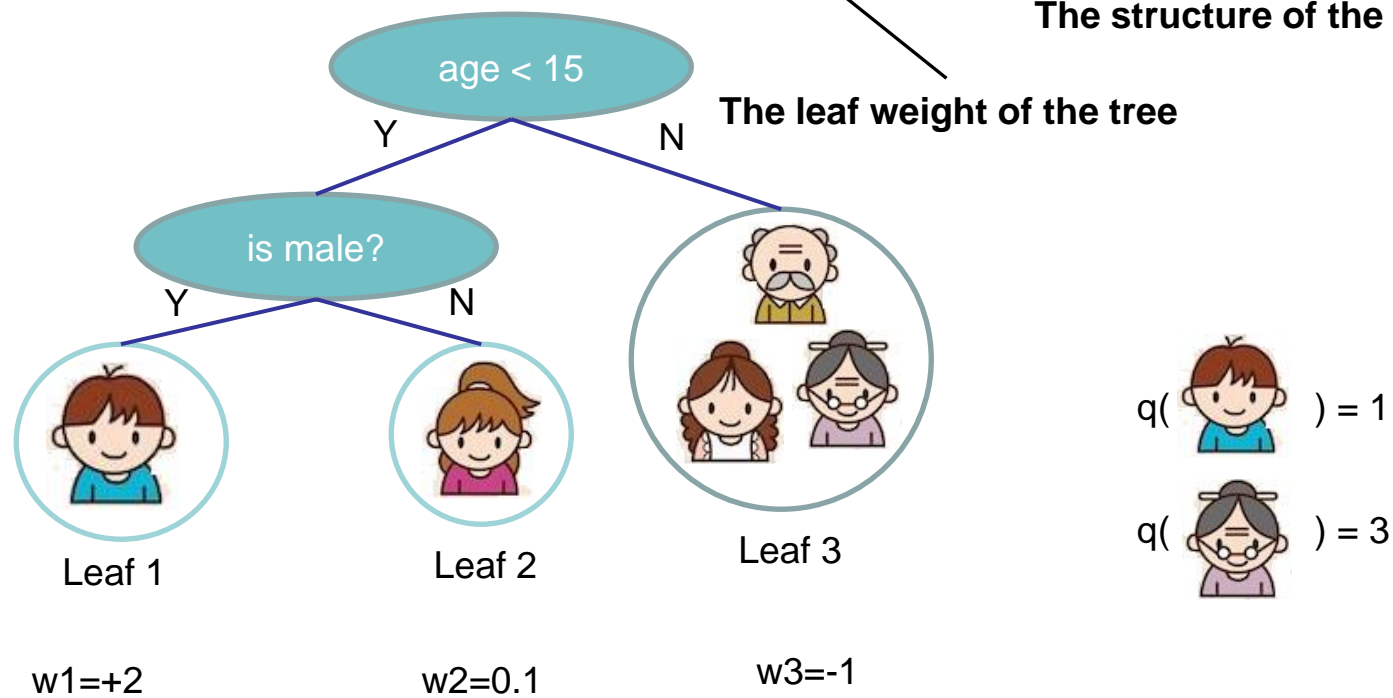 The structure of the
age < 15
The leaf weight of the tree
Y
N
is male?
Y
N
q( ) = 1
q( ) = 3
Leaf 1
Leaf 2
Leaf 3
w1=+2
w2=0.1
w3=-1